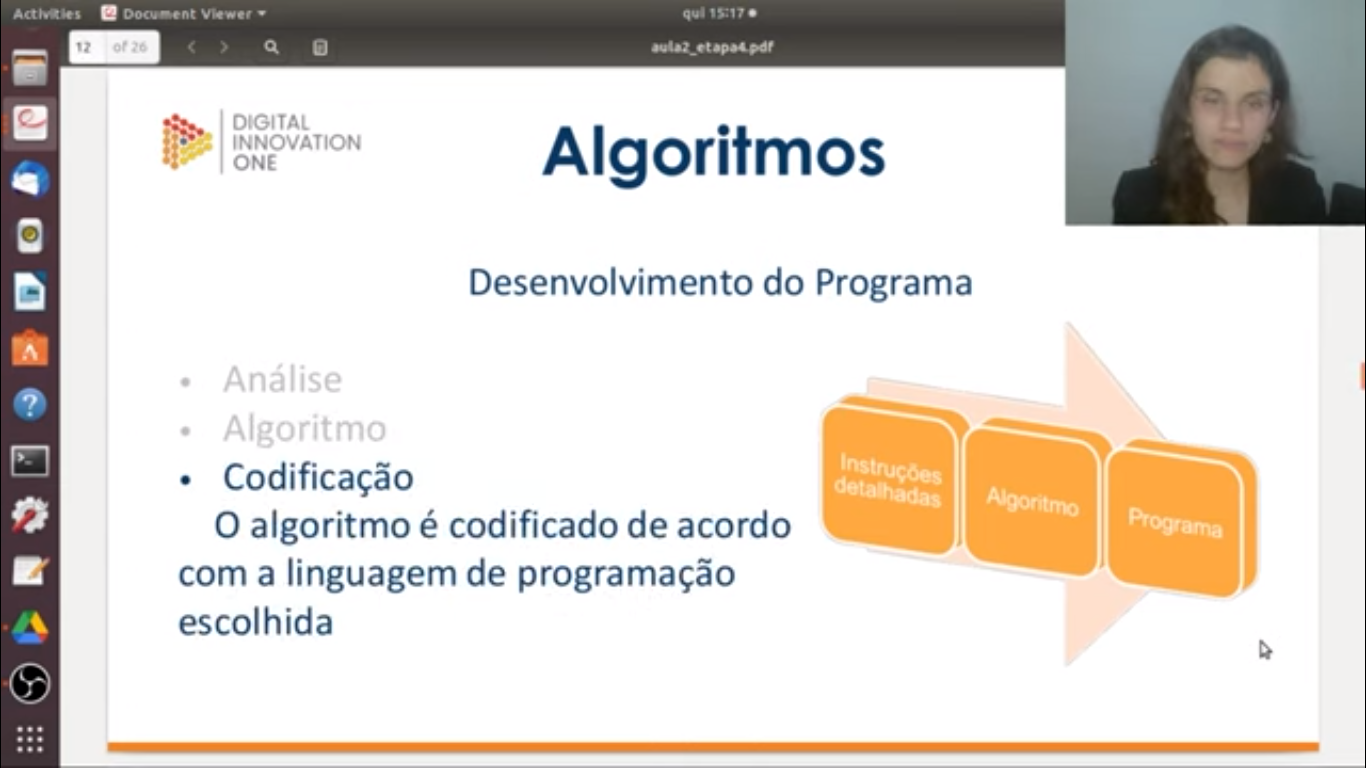 Activities
Document Viewer
qui 15:17
12
of 26
aula2_etapa4.pdf
DIGITAL
INNOVATION
ONE
Algoritmos
Desenvolvimento do Programa
• Análise
• Algoritmo
• Codificação
O algoritmo é codificado de acordo
com a linguagem de programação
escolhida
Instruções
detalhadas
Algoritmo
Programa